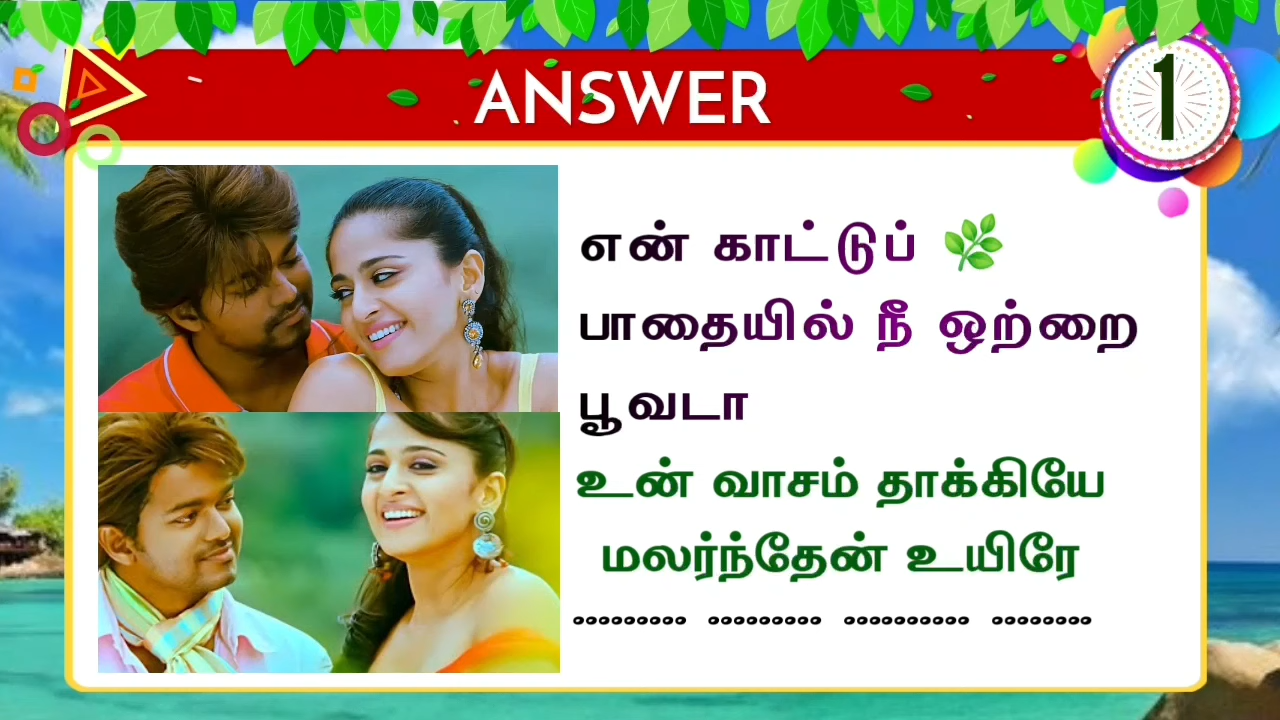 ANSWER
1
என் காட்டுப்
பாதையில் நீ ஒற்றை
பூவடா
உன் வாசம் தாக்கியே
மலர்ந்தேன் உயிரே
......... ......... .......... ........